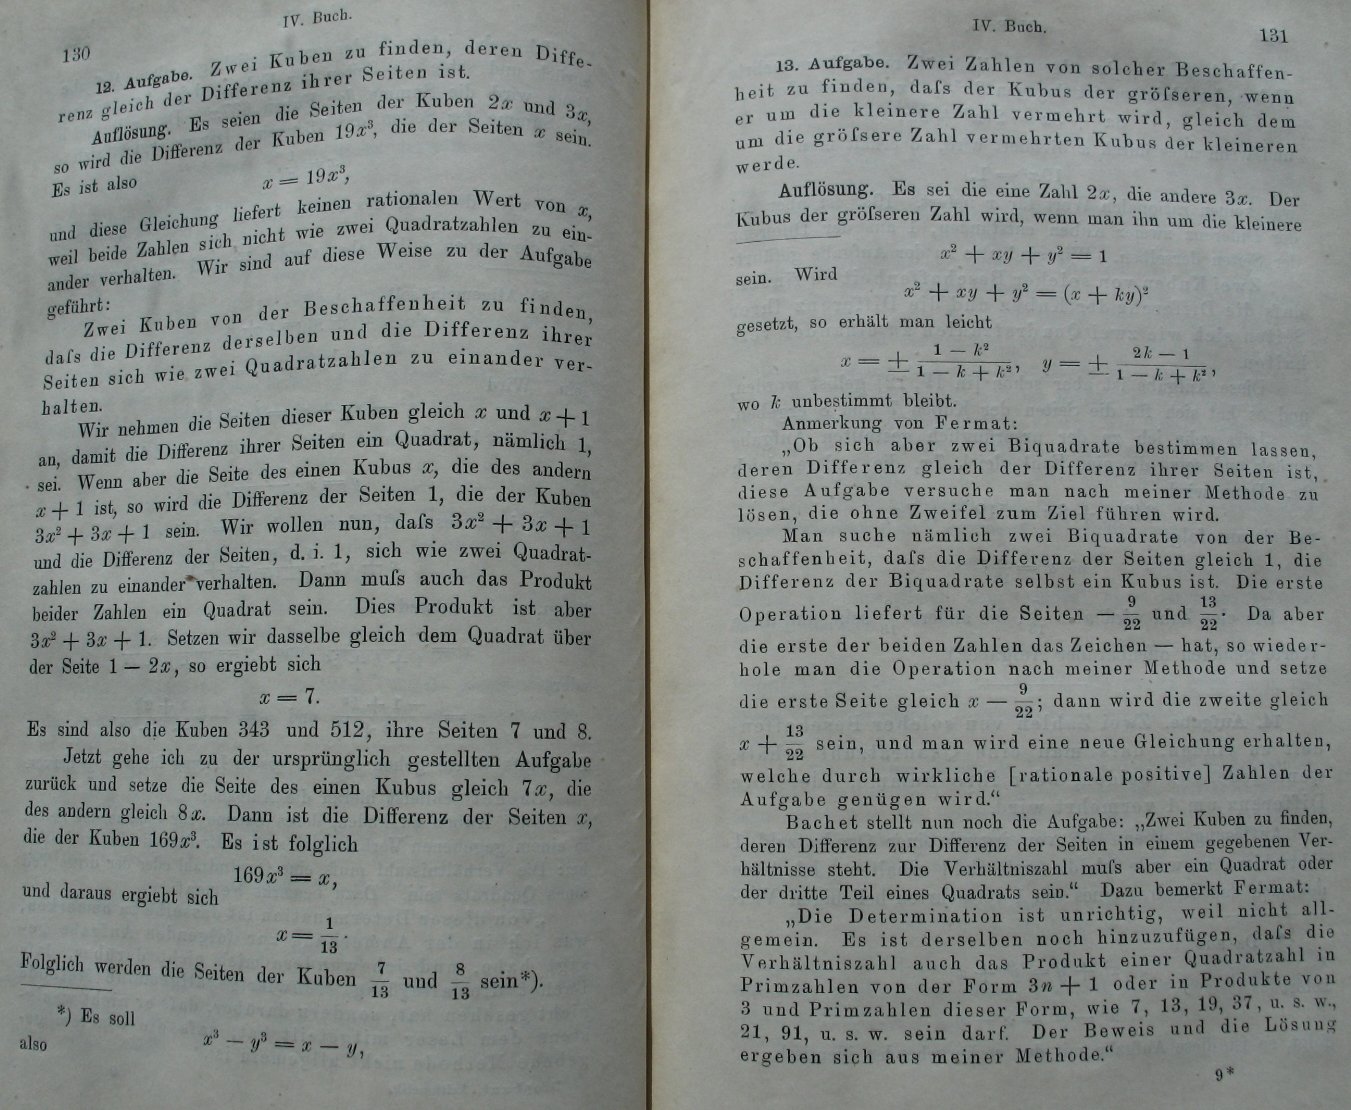 130
IV. Buch.
12. Aufgabe. Zwei Kuben zu finden, deren Diffe-
renz gleich der Differenz ihrer Seiten ist.
Auflösung. Es seien die Seiten der Kuben 2x und 3x,
so wird die Differenz der Kuben 19x³, die der Seiten x sein.
Es ist also
x = 19x³,
und diese Gleichung liefert keinen rationalen Wert von x,
weil beide Zahlen sich nicht wie zwei Quadratzahlen zu ein-
ander verhalten. Wir sind auf diese Weise zu der Aufgabe
geführt:
Zwei Kuben von der Beschaffenheit zu finden,
daſs die Differenz derselben und die Differenz ihrer
Seiten sich wie zwei Quadratzahlen zu einander ver-
halten.
Wir nehmen die Seiten dieser Kuben gleich x und x + 1
an, damit die Differenz ihrer Seiten ein Quadrat, nämlich 1,
sei. Wenn aber die Seite des einen Kubus x, die des andern
x + 1 ist, so wird die Differenz der Seiten 1, die der Kuben
3x² + 3x + 1 sein. Wir wollen nun, daſs 3x² + 3x + 1
und die Differenz der Seiten, d. i. 1, sich wie zwei Quadrat-
zahlen zu einander verhalten. Dann muſs auch das Produkt
beider Zahlen ein Quadrat sein. Dies Produkt ist aber
3x² + 3x + 1. Setzen wir dasselbe gleich dem Quadrat über
der Seite 1 — 2x, so ergiebt sich
x = 7.
Es sind also die Kuben 343 und 512, ihre Seiten 7 und 8.
Jetzt gehe ich zu der ursprünglich gestellten Aufgabe
zurück und setze die Seite des einen Kubus gleich 7x, die
des andern gleich 8x. Dann ist die Differenz der Seiten x,
die der Kuben 169x³. Es ist folglich
169x³ = x,
und daraus ergiebt sich
x = 1/13.
Folglich werden die Seiten der Kuben 7/13 und 8/13 sein*).
*) Es soll
x³ — y³ = x — y,
also
IV. Buch.
131
13. Aufgabe. Zwei Zahlen von solcher Beschaffen-
heit zu finden, daſs der Kubus der gröſseren, wenn
er um die kleinere Zahl vermehrt wird, gleich dem
um die gröſsere Zahl vermehrten Kubus der kleineren
werde.
Auflösung. Es sei die eine Zahl 2x, die andere 3x. Der
Kubus der gröſseren Zahl wird, wenn man ihn um die kleinere
x² + xy + y² = 1
sein. Wird
x² + xy + y² = (x + ky)²
gesetzt, so erhält man leicht
x = ± (1 — k²)/(1 — k + k²), y = ± (2k — 1)/(1 — k + k²),
wo k unbestimmt bleibt.
Anmerkung von Fermat:
„Ob sich aber zwei Biquadrate bestimmen lassen,
deren Differenz gleich der Differenz ihrer Seiten ist,
diese Aufgabe versuche man nach meiner Methode zu
lösen, die ohne Zweifel zum Ziel führen wird.
Man suche nämlich zwei Biquadrate von der Be-
schaffenheit, daſs die Differenz der Seiten gleich 1, die
Differenz der Biquadrate selbst ein Kubus ist. Die erste
Operation liefert für die Seiten — 9/22 und 13/22. Da aber
die erste der beiden Zahlen das Zeichen — hat, so wieder-
hole man die Operation nach meiner Methode und setze
die erste Seite gleich x — 9/22; dann wird die zweite gleich
x + 13/22 sein, und man wird eine neue Gleichung erhalten,
welche durch wirkliche [rationale positive] Zahlen der
Aufgabe genügen wird.“
Bachet stellt nun noch die Aufgabe: „Zwei Kuben zu finden,
deren Differenz zur Differenz der Seiten in einem gegebenen Ver-
hältnisse steht. Die Verhältniszahl muſs aber ein Quadrat oder
der dritte Teil eines Quadrats sein.“ Dazu bemerkt Fermat:
„Die Determination ist unrichtig, weil nicht all-
gemein. Es ist derselben noch hinzuzufügen, daſs die
Verhältniszahl auch das Produkt einer Quadratzahl in
Primzahlen von der Form 3n + 1 oder in Produkte von
3 und Primzahlen dieser Form, wie 7, 13, 19, 37, u. s. w.,
21, 91, u. s. w. sein darf. Der Beweis und die Lösung
ergeben sich aus meiner Methode.“
9*